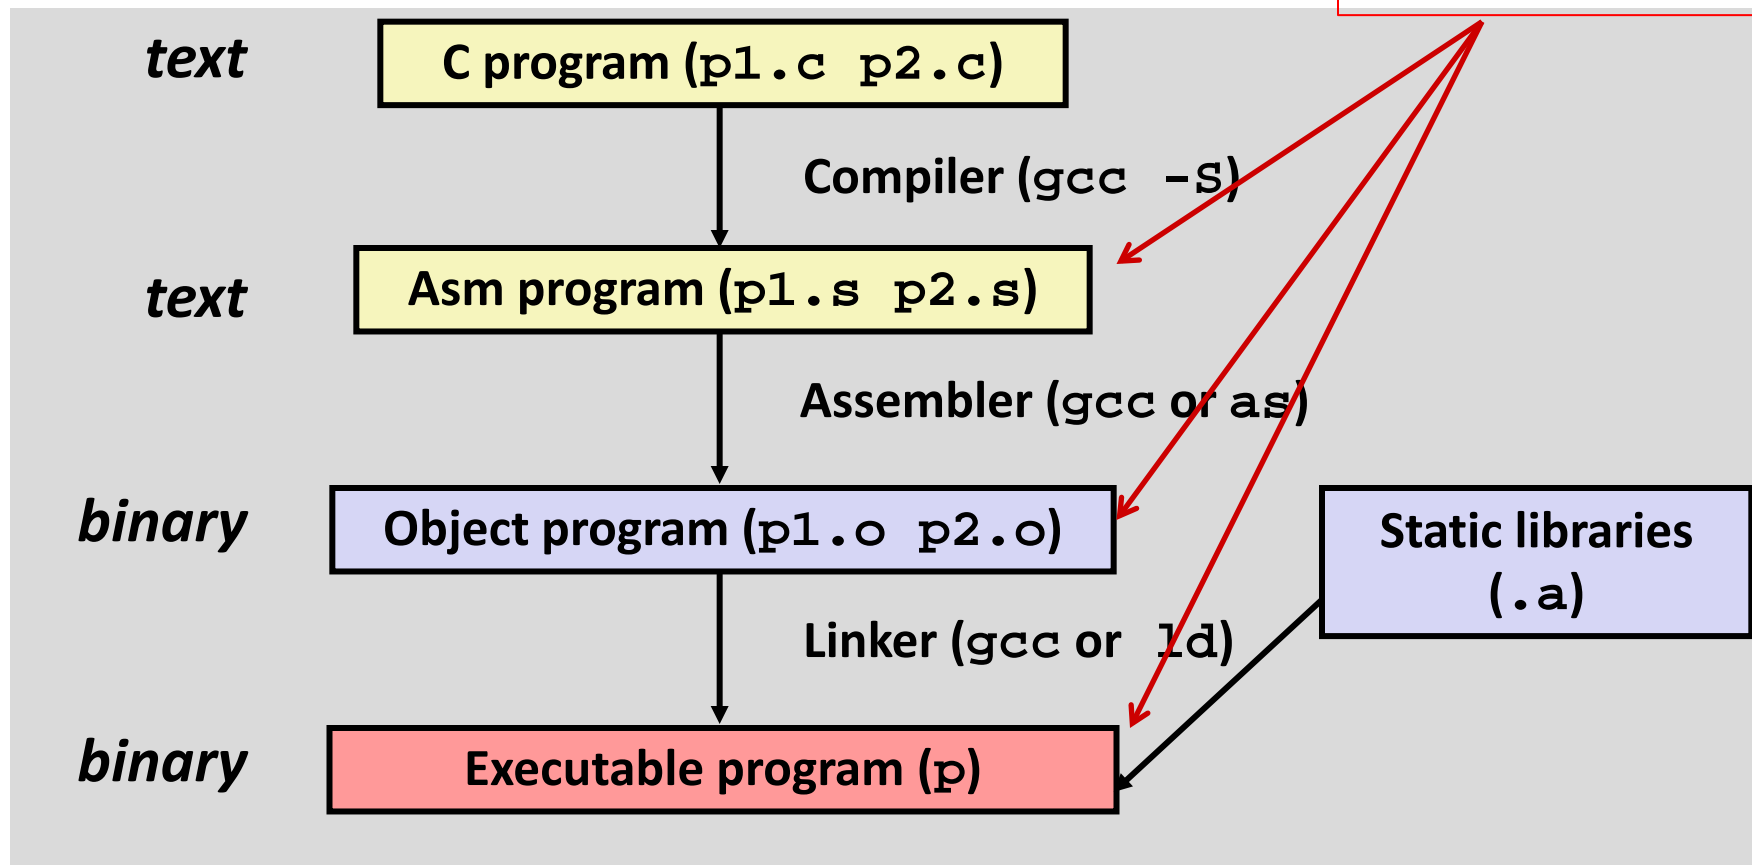 text
C program (p1.c p2.c)
Compiler (gcc -S)
text
Asm program (p1.s p2.s)
Assembler (gcc or as)
binary
Object program (p1.o p2.o)
Static libraries
(.a)
Linker (gcc or ld)
binary
Executable program (p)